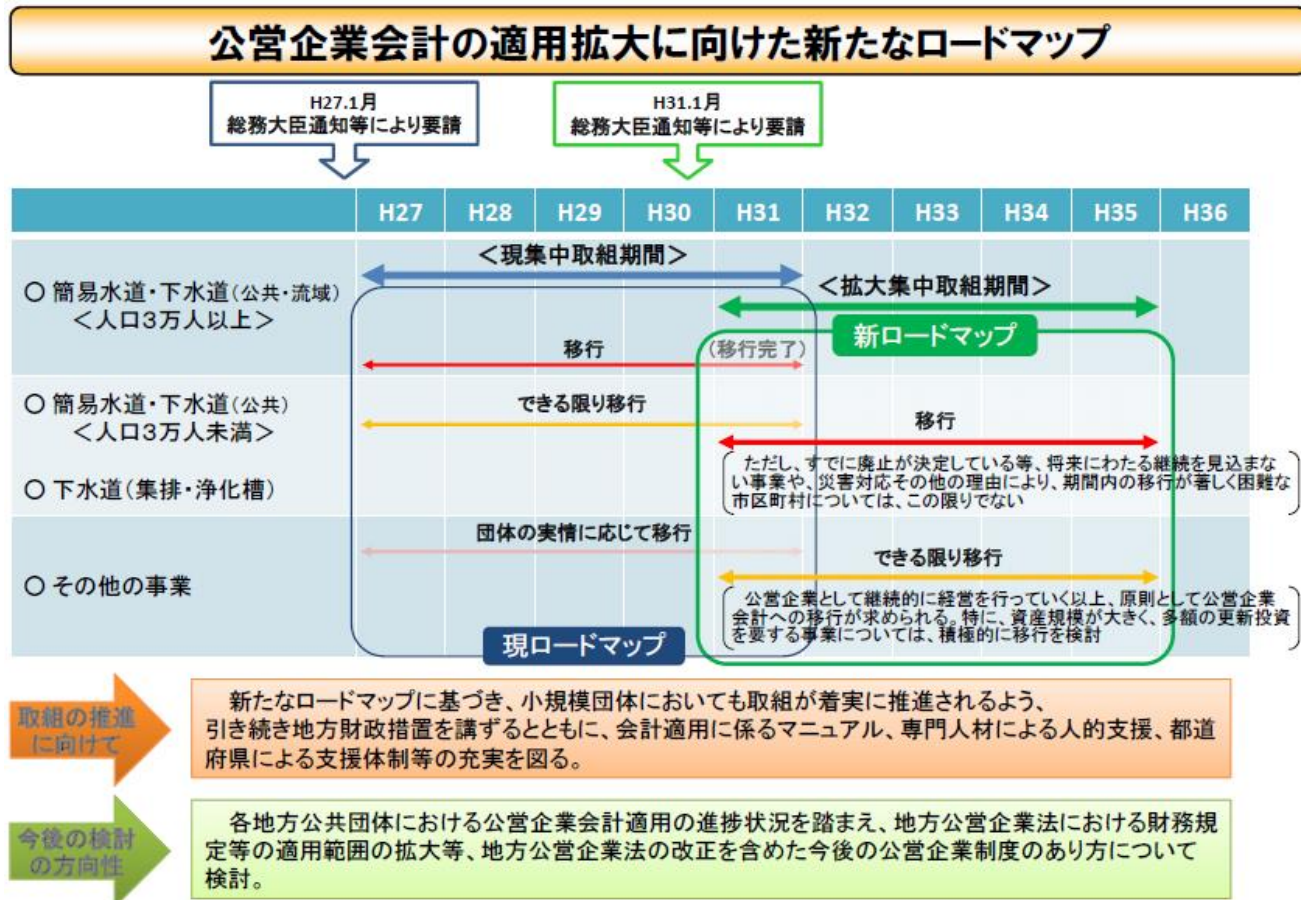 公営企業会計の適用拡大に向けた新たなロードマップ
H27.1月
総務大臣通知等により要請
H31.1月
総務大臣通知等により要請
H27 H28 H29 H30 H31 H32 H33 H34 H35 H36
＜現集中取組期間＞
＜拡大集中取組期間＞
○ 簡易水道・下水道（公共・流域）
＜人口３万人以上＞
新ロードマップ
移行
（移行完了）
○ 簡易水道・下水道（公共）
＜人口３万人未満＞
できる限り移行
移行
○ 下水道（集排・浄化槽）
ただし、すでに廃止が決定している等、将来にわたる継続を見込まな
い事業や、災害対応その他の理由により、期間内の移行が著しく困難な
市区町村については、この限りでない
団体の実情に応じて移行
できる限り移行
○ その他の事業
公営企業として継続的に経営を行っていく以上、原則として公営企業
会計への移行が求められる。特に、資産規模が大きく、多額の更新投資
を要する事業については、積極的に移行を検討
現ロードマップ
取組の推進
に向けて
新たなロードマップに基づき、小規模団体においても取組が着実に推進されるよう、
引き続き地方財政措置を講ずるとともに、会計適用に係るマニュアル、専門人材による人的支援、都道
府県による支援体制等の充実を図る。
今後の検討
の方向性
各地方公共団体における公営企業会計適用の進捗状況を踏まえ、地方公営企業法における財務規
定等の適用範囲の拡大等、地方公営企業法の改正を含めた今後の公営企業制度のあり方について
検討。